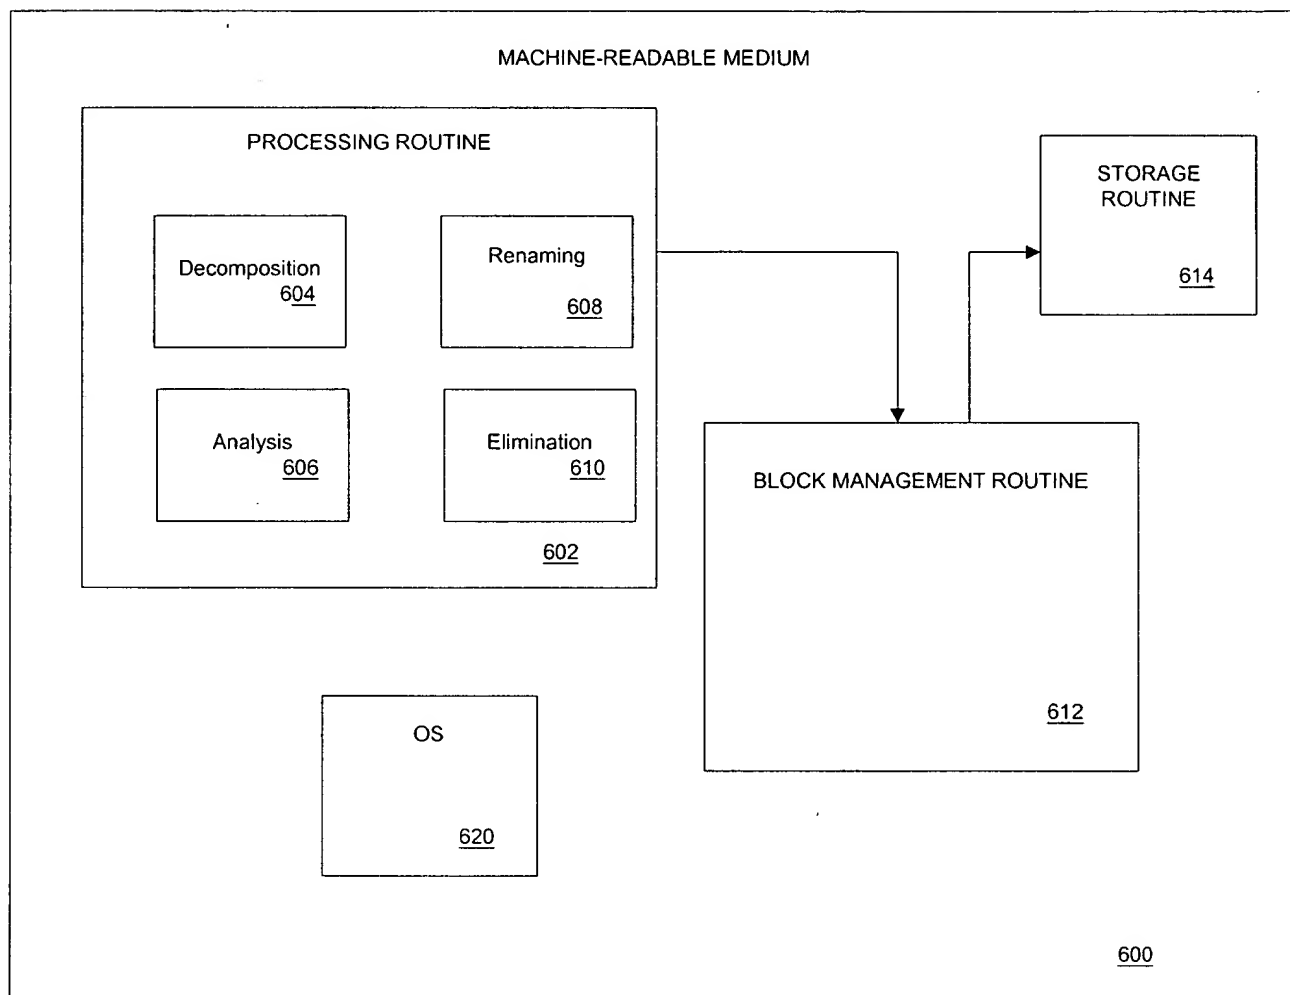 MACHINE-READABLE MEDIUM
PROCESSING ROUTINE
Decomposition
604
Renaming
608
Analysis
606
Elimination
610
602
STORAGE
ROUTINE
614
BLOCK MANAGEMENT ROUTINE
612
OS
620
600